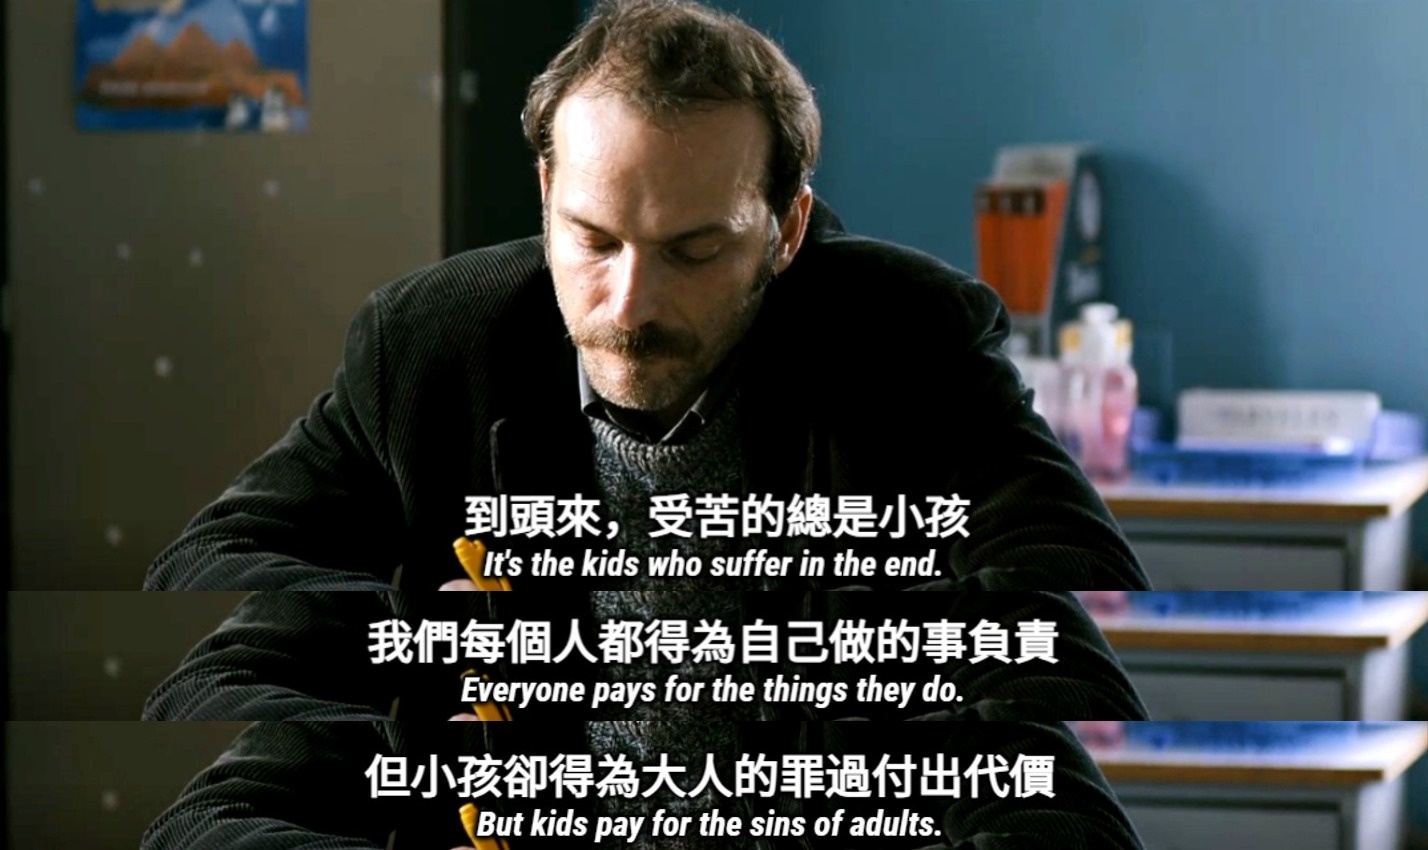 到頭來，受苦的總是小孩
It's the kids who suffer in the end.
我們每個人都得為自己做的事負責
Everyone pays for the things they do.
但小孩卻得為大人的罪過付出代價
But kids pay for the sins of adults.